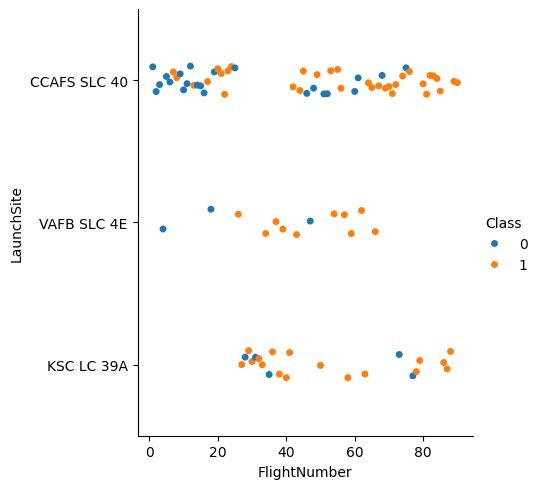 CCAFS SLC 40
VAFB SLC 4E
KSC LC 39A
LaunchSite
0
20
40
60
80
FlightNumber
Class
0
1